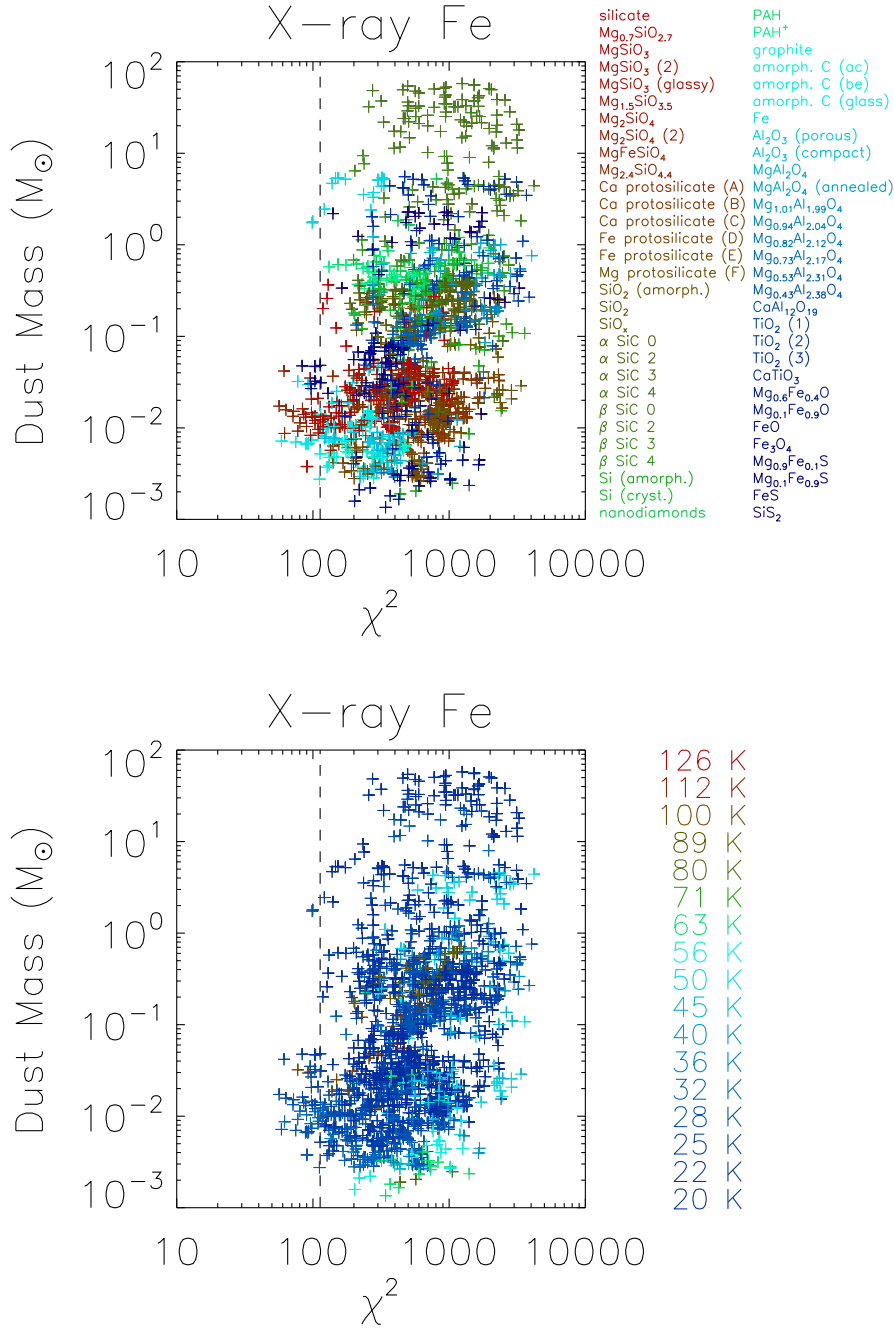 X-ray Fe
Dust Mass (M☉)
10²
10¹
10⁰
10⁻¹
10⁻²
10⁻³
10 100 1000 10000
χ²
silicate
Mg₀.₇SiO₂.₇
MgSiO₃
MgSiO₃ (2)
MgSiO₃ (glassy)
Mg₁.₅SiO₃.₅
Mg₂SiO₄
Mg₂SiO₄ (2)
MgFeSiO₄
Mg₂.₄SiO₄.₄
Ca protosilicate (A)
Ca protosilicate (B)
Ca protosilicate (C)
Fe protosilicate (D)
Fe protosilicate (E)
Mg protosilicate (F)
SiO₂ (amorph.)
SiO₂
SiOₓ
α SiC 0
α SiC 2
α SiC 3
α SiC 4
β SiC 0
β SiC 2
β SiC 3
β SiC 4
Si (amorph.)
Si (cryst.)
nanodiamonds
PAH
PAH⁺
graphite
amorph. C (ac)
amorph. C (be)
amorph. C (glass)
Fe
Al₂O₃ (porous)
Al₂O₃ (compact)
MgAl₂O₄
MgAl₂O₄ (annealed)
Mg₁.₀₁Al₁.₉₉O₄
Mg₀.₉₄Al₂.₀₄O₄
Mg₀.₈₂Al₂.₁₂O₄
Mg₀.₇₃Al₂.₁₇O₄
Mg₀.₅₃Al₂.₃₁O₄
Mg₀.₄₃Al₂.₃₈O₄
CaAl₁₂O₁₉
TiO₂ (1)
TiO₂ (2)
TiO₂ (3)
CaTiO₃
Mg₀.₆Fe₀.₄O
Mg₀.₁Fe₀.₉O
FeO
Fe₃O₄
Mg₀.₉Fe₀.₁S
Mg₀.₁Fe₀.₉S
FeS
SiS₂
X-ray Fe
Dust Mass (M☉)
10²
10¹
10⁰
10⁻¹
10⁻²
10⁻³
10 100 1000 10000
χ²
126 K
112 K
100 K
89 K
80 K
71 K
63 K
56 K
50 K
45 K
40 K
36 K
32 K
28 K
25 K
22 K
20 K